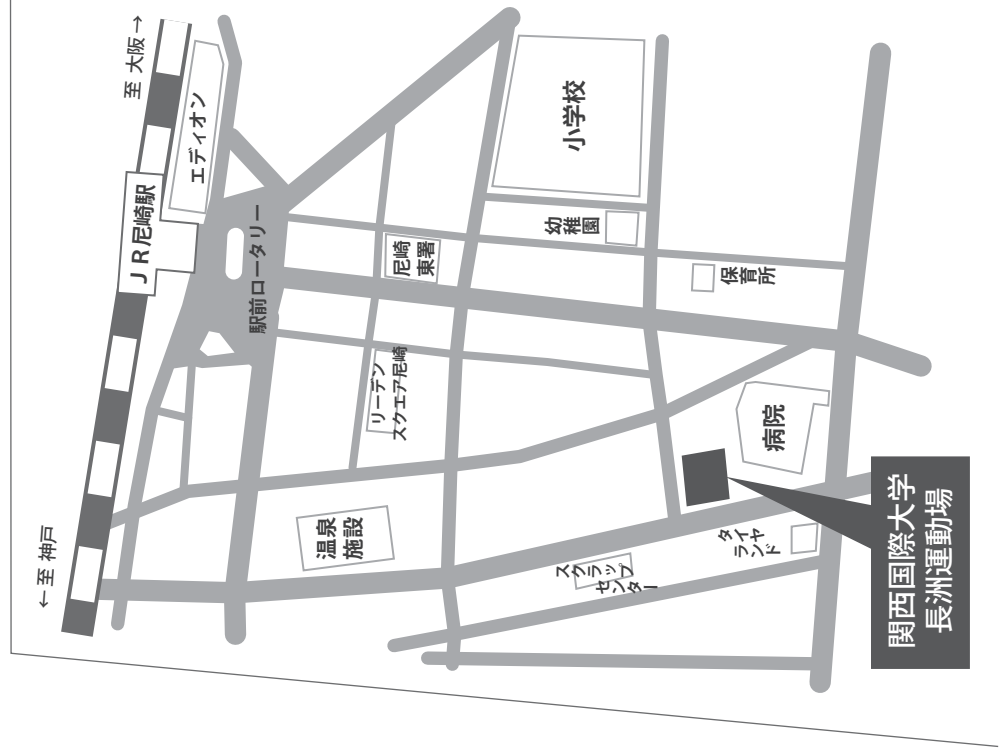 ← 至 神戸
至 大阪 →
JR尼崎駅
エディオン
駅前ロータリー
尼崎
東署
小学校
幼
稚
園
保
育
所
リーデン
スクエア尼崎
温泉
施設
病院
スクラップ
センター
タイヤ
ランド
関西国際大学
長洲運動場